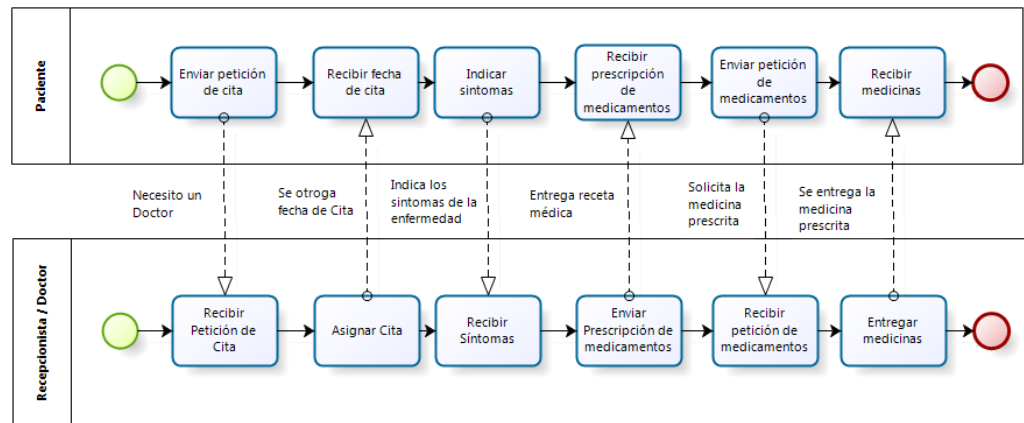 Paciente
Enviar petición
de cita
Recibir fecha
de cita
Indicar
sintomas
Recibir
prescripción
de
medicamentos
Enviar petición
de
medicamentos
Recibir
medicinas
Necesito un
Doctor
Se otroga
fecha de Cita
Indica los
sintomas de la
enfermedad
Entrega receta
médica
Solicita la
medicina
prescrita
Se entrega la
medicina
prescrita
Recepcionista / Doctor
Recibir
Petición de
Cita
Asignar Cita
Recibir
Síntomas
Enviar
Prescripción de
medicamentos
Recibir
petición de
medicamentos
Entregar
medicinas